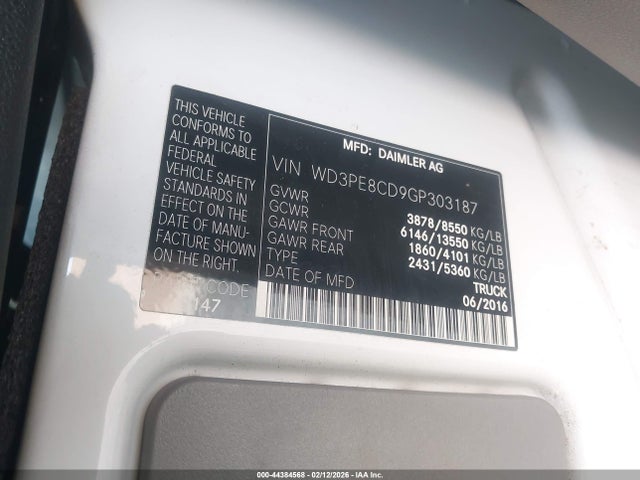 THIS VEHICLE
CONFORMS TO
ALL APPLICABLE
FEDERAL
VEHICLE SAFETY
STANDARDS IN
EFFECT ON THE
DATE OF MANU-
FACTURE SHOWN
ON THE RIGHT.
CODE
147
MFD: DAIMLER AG
VIN WD3PE8CD9GP303187
GVWR 3878/8550 KG/LB
GCWR 6146/13550 KG/LB
GAWR FRONT 1860/4101 KG/LB
GAWR REAR 2431/5360 KG/LB
TYPE TRUCK
DATE OF MFD 06/2016
000-44384568 - 02/12/2026 - IAAI, Inc.